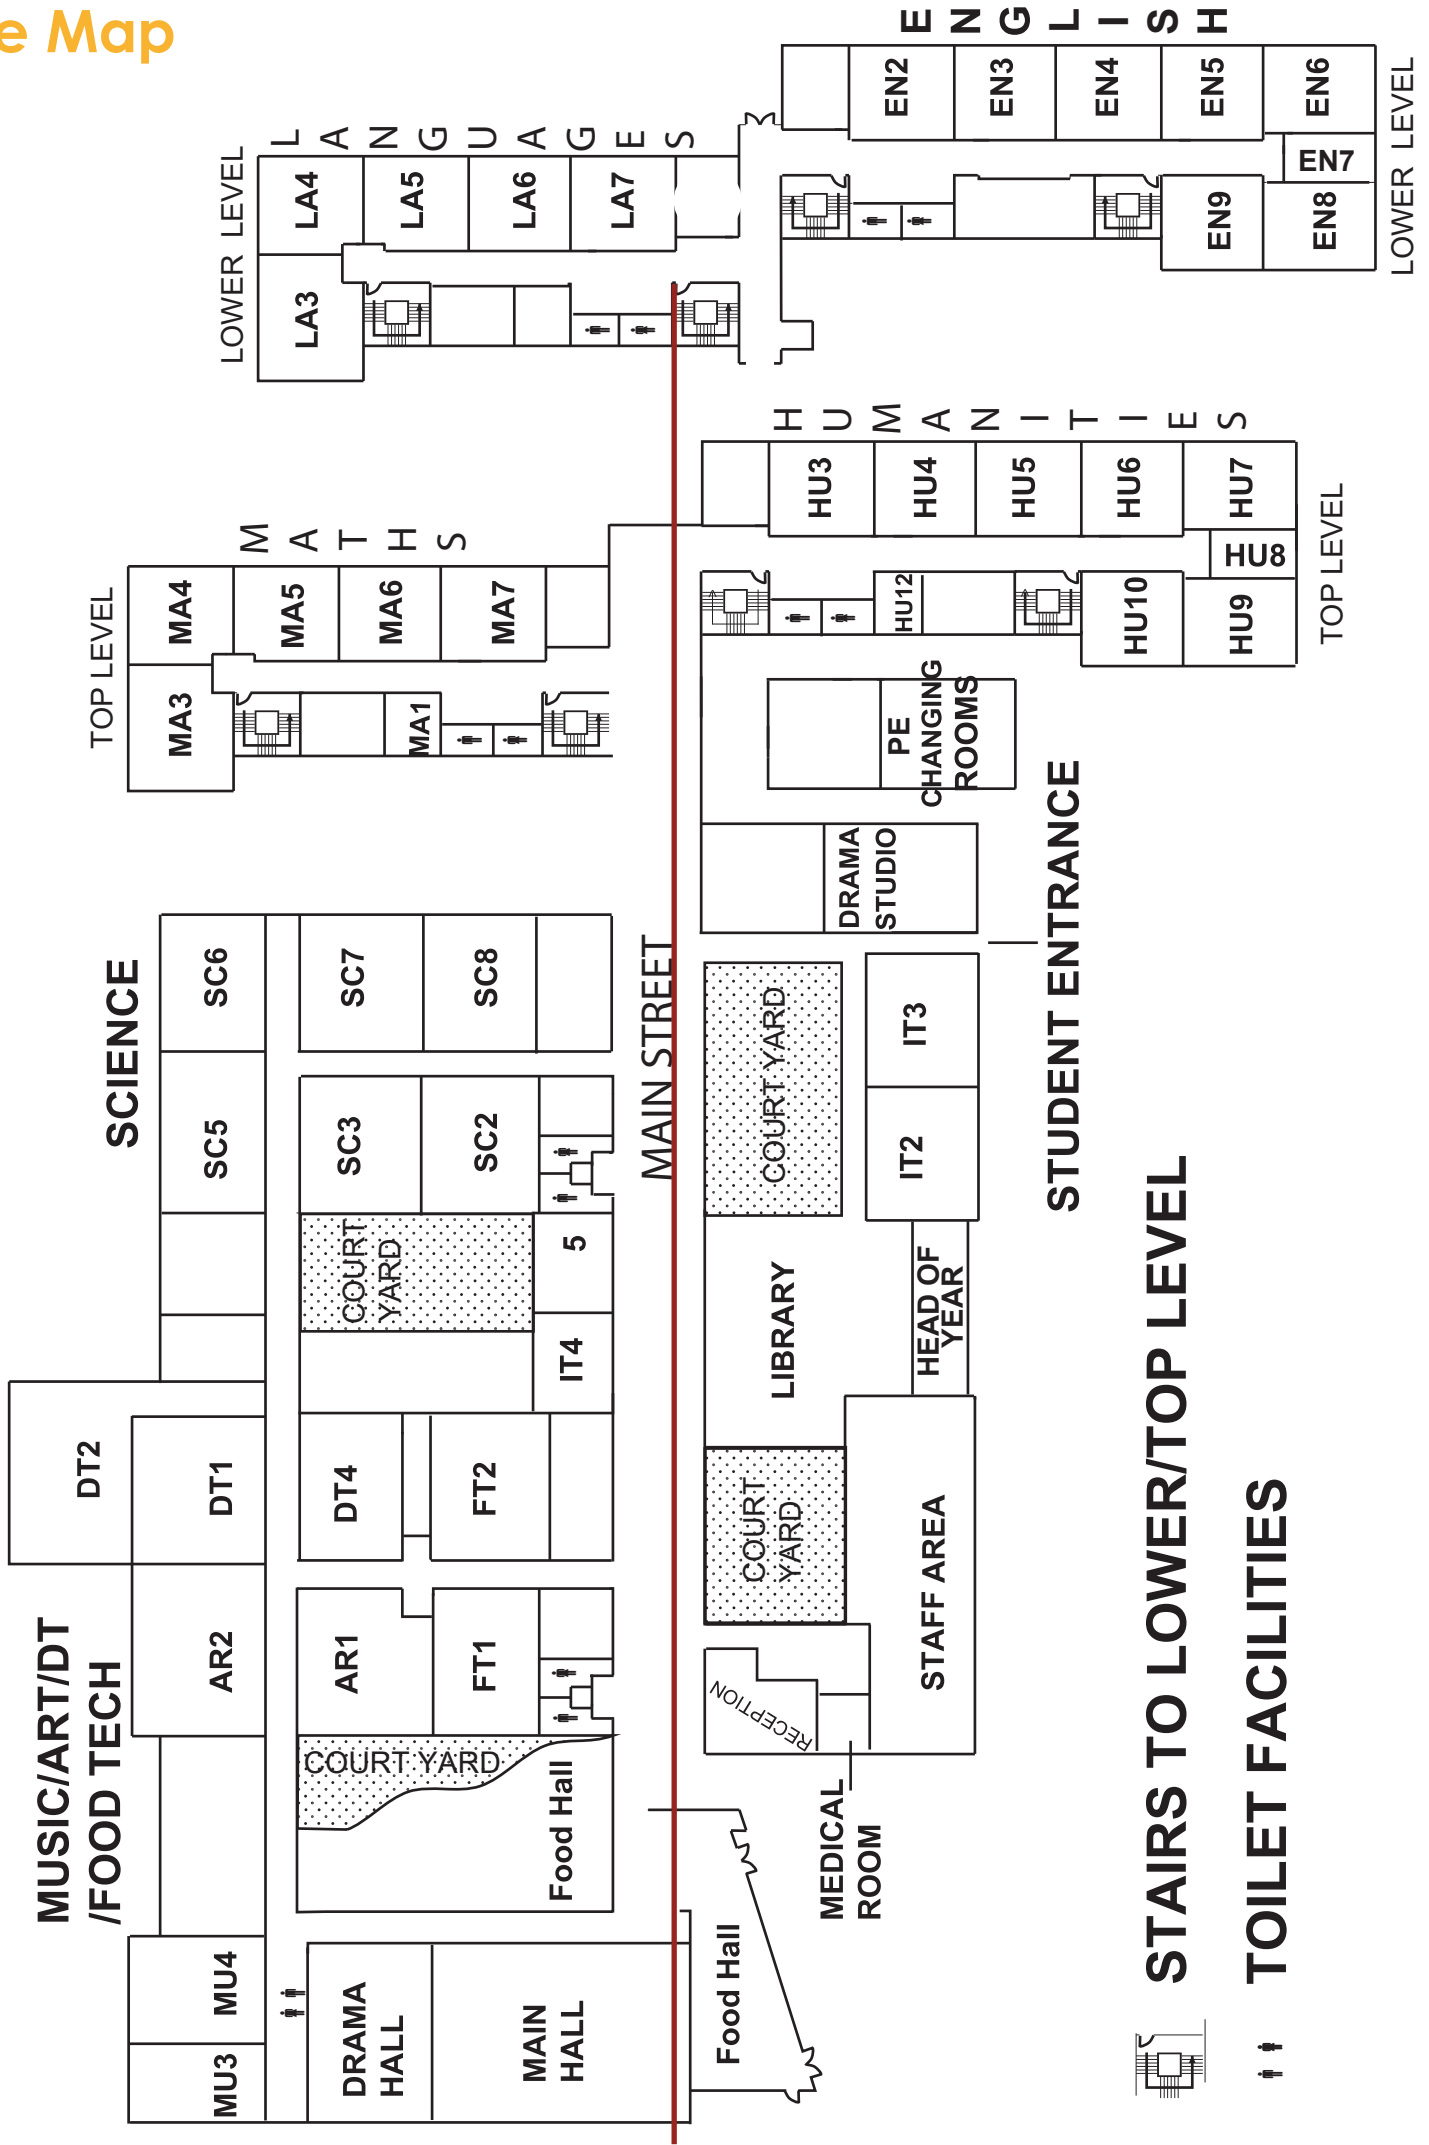 e Map
ENGLISH
EN2
EN3
EN4
EN5
EN6
EN7
EN8
EN9
LOWER LEVEL
LANGUAGES
LOWER LEVEL
LA4
LA5
LA6
LA7
LA3
HUMANITIES
HU3
HU4
HU5
HU6
HU7
HU8
HU9
HU10
HU12
TOP LEVEL
MATHS
TOP LEVEL
MA4
MA5
MA6
MA7
MA3
MA1
PE
CHANGING
ROOMS
DRAMA
STUDIO
STUDENT ENTRANCE
SCIENCE
SC6
SC7
SC8
SC5
SC3
SC2
MAIN STREET
COURT YARD
IT3
IT2
COURT
YARD
5
IT4
LIBRARY
HEAD OF
YEAR
DT2
DT1
DT4
FT2
COURT
YARD
STAFF AREA
MUSIC/ART/DT
/FOOD TECH
AR2
AR1
FT1
RECEPTION
COURT YARD
Food Hall
MEDICAL
ROOM
MU4
MU3
DRAMA
HALL
MAIN
HALL
Food Hall
STAIRS TO LOWER/TOP LEVEL
TOILET FACILITIES